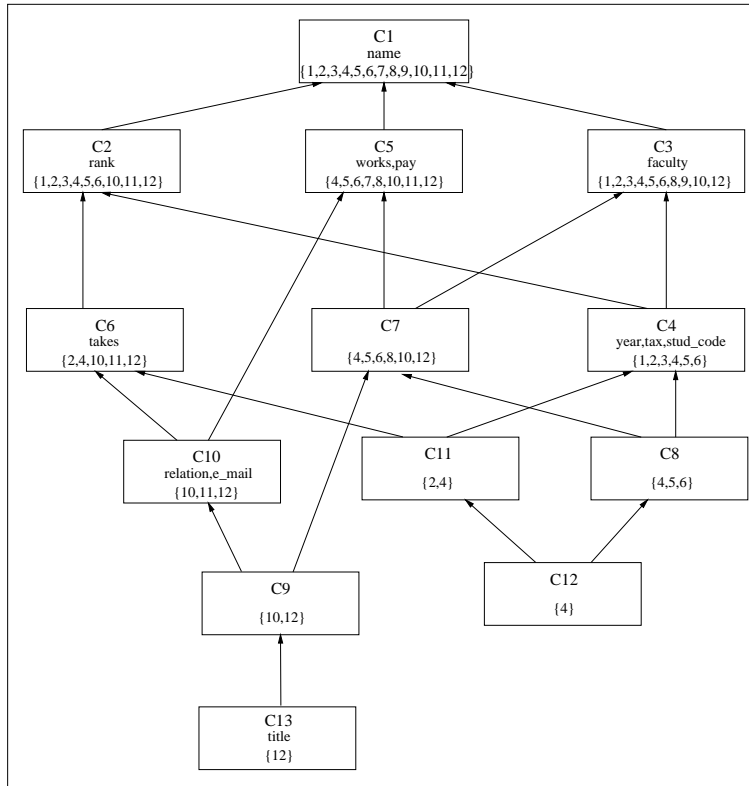 C1
name
{1,2,3,4,5,6,7,8,9,10,11,12}
C2
rank
{1,2,3,4,5,6,10,11,12}
C5
works,pay
{4,5,6,7,8,10,11,12}
C3
faculty
{1,2,3,4,5,6,8,9,10,12}
C6
takes
{2,4,10,11,12}
C7
{4,5,6,8,10,12}
C4
year,tax,stud_code
{1,2,3,4,5,6}
C10
relation,e_mail
{10,11,12}
C11
{2,4}
C8
{4,5,6}
C9
{10,12}
C12
{4}
C13
title
{12}